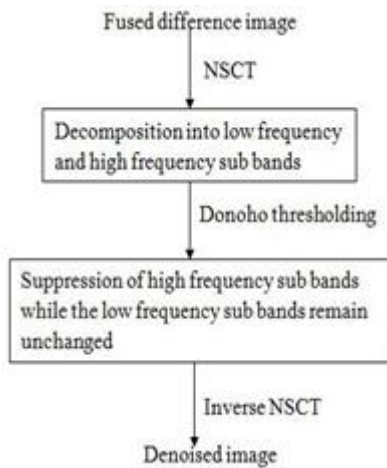 Fused difference image
NSCT
Decomposition into low frequency
and high frequency sub bands
Donoho thresholding
Suppression of high frequency sub bands
while the low frequency sub bands remain
unchanged
Inverse NSCT
Denoised image